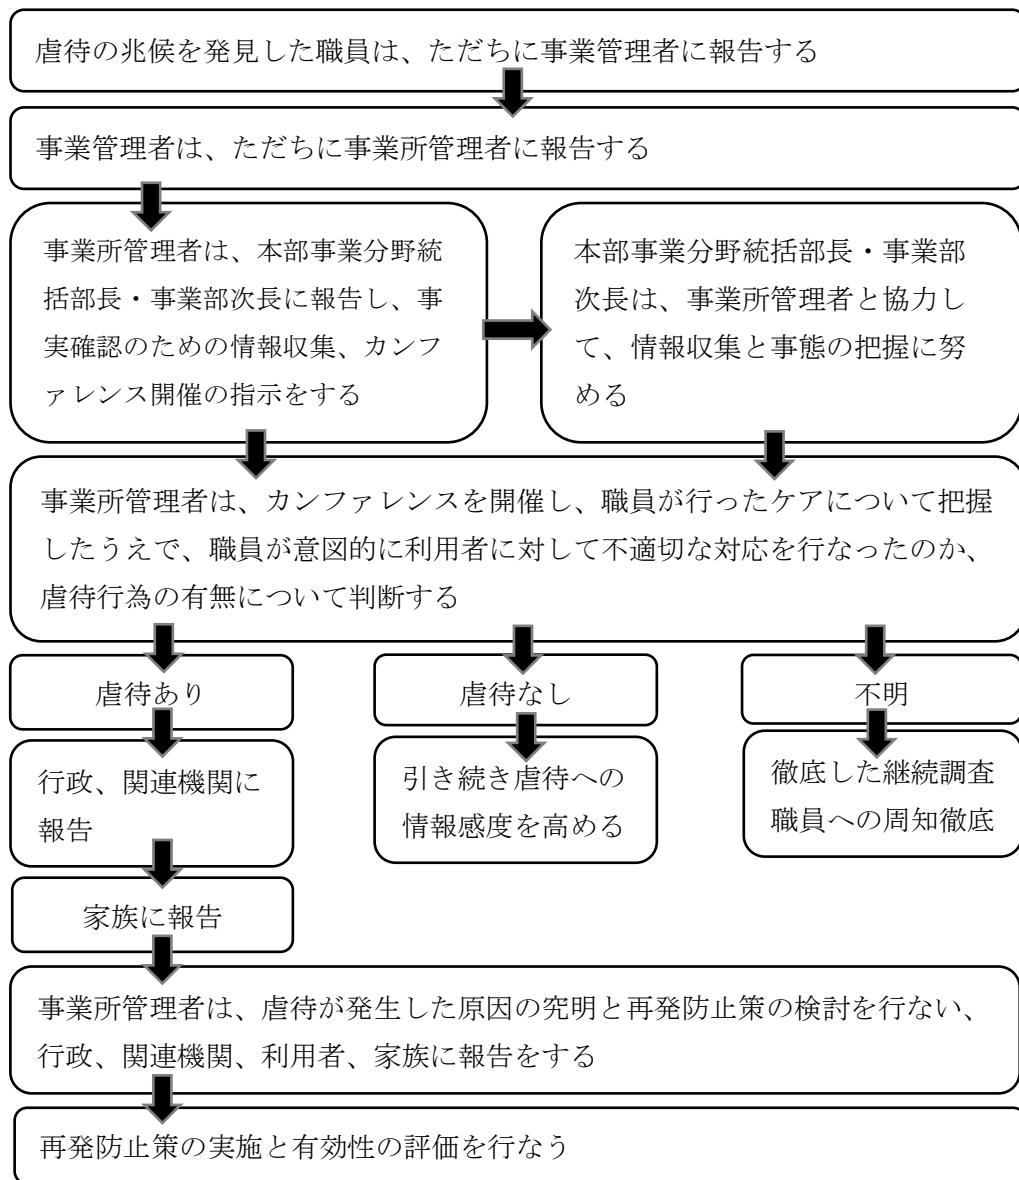 虐待の兆候を発見した職員は、ただちに事業管理者に報告する
事業管理者は、ただちに事業所管理者に報告する
事業所管理者は、本部事業分野統
括部長・事業部次長に報告し、事
実確認のための情報収集、カンフ
ァレンス開催の指示をする
本部事業分野統括部長・事業部
次長は、事業所管理者と協力し
て、情報収集と事態の把握に努
める
事業所管理者は、カンファレンスを開催し、職員が行ったケアについて把握
したうえで、職員が意図的に利用者に対して不適切な対応を行なったのか、
虐待行為の有無について判断する
虐待あり
虐待なし
不明
行政、関連機関に
報告
引き続き虐待への
情報感度を高める
徹底した継続調査
職員への周知徹底
家族に報告
事業所管理者は、虐待が発生した原因の究明と再発防止策の検討を行ない、
行政、関連機関、利用者、家族に報告をする
再発防止策の実施と有効性の評価を行なう